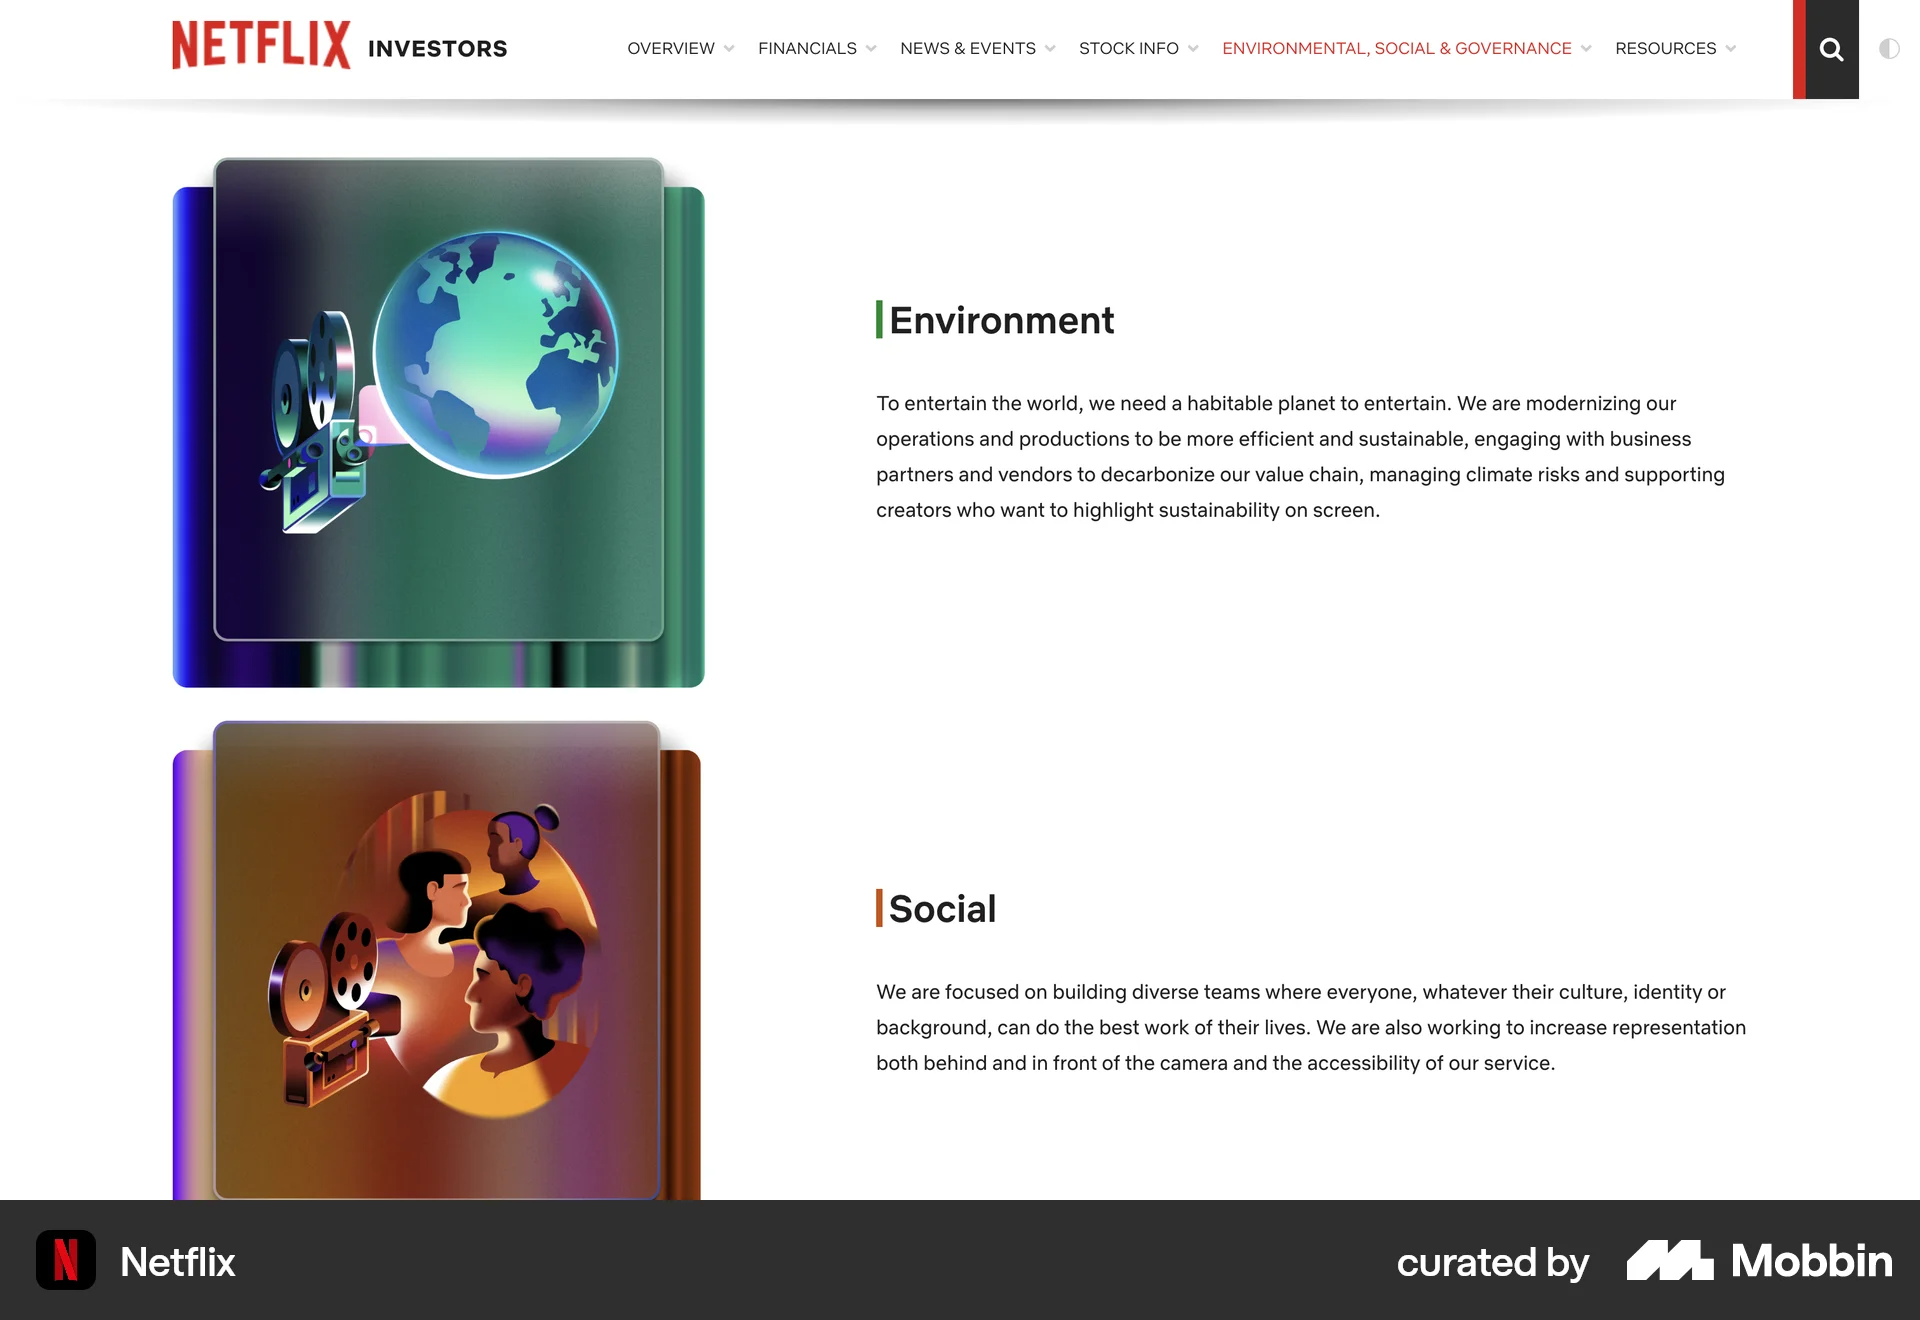 NETFLIX INVESTORS
OVERVIEW FINANCIALS NEWS & EVENTS STOCK INFO ENVIRONMENTAL, SOCIAL & GOVERNANCE RESOURCES
Environment
To entertain the world, we need a habitable planet to entertain. We are modernizing our
operations and productions to be more efficient and sustainable, engaging with business
partners and vendors to decarbonize our value chain, managing climate risks and supporting
creators who want to highlight sustainability on screen.
Social
We are focused on building diverse teams where everyone, whatever their culture, identity or
background, can do the best work of their lives. We are also working to increase representation
both behind and in front of the camera and the accessibility of our service.
N Netflix
curated by Mobbin